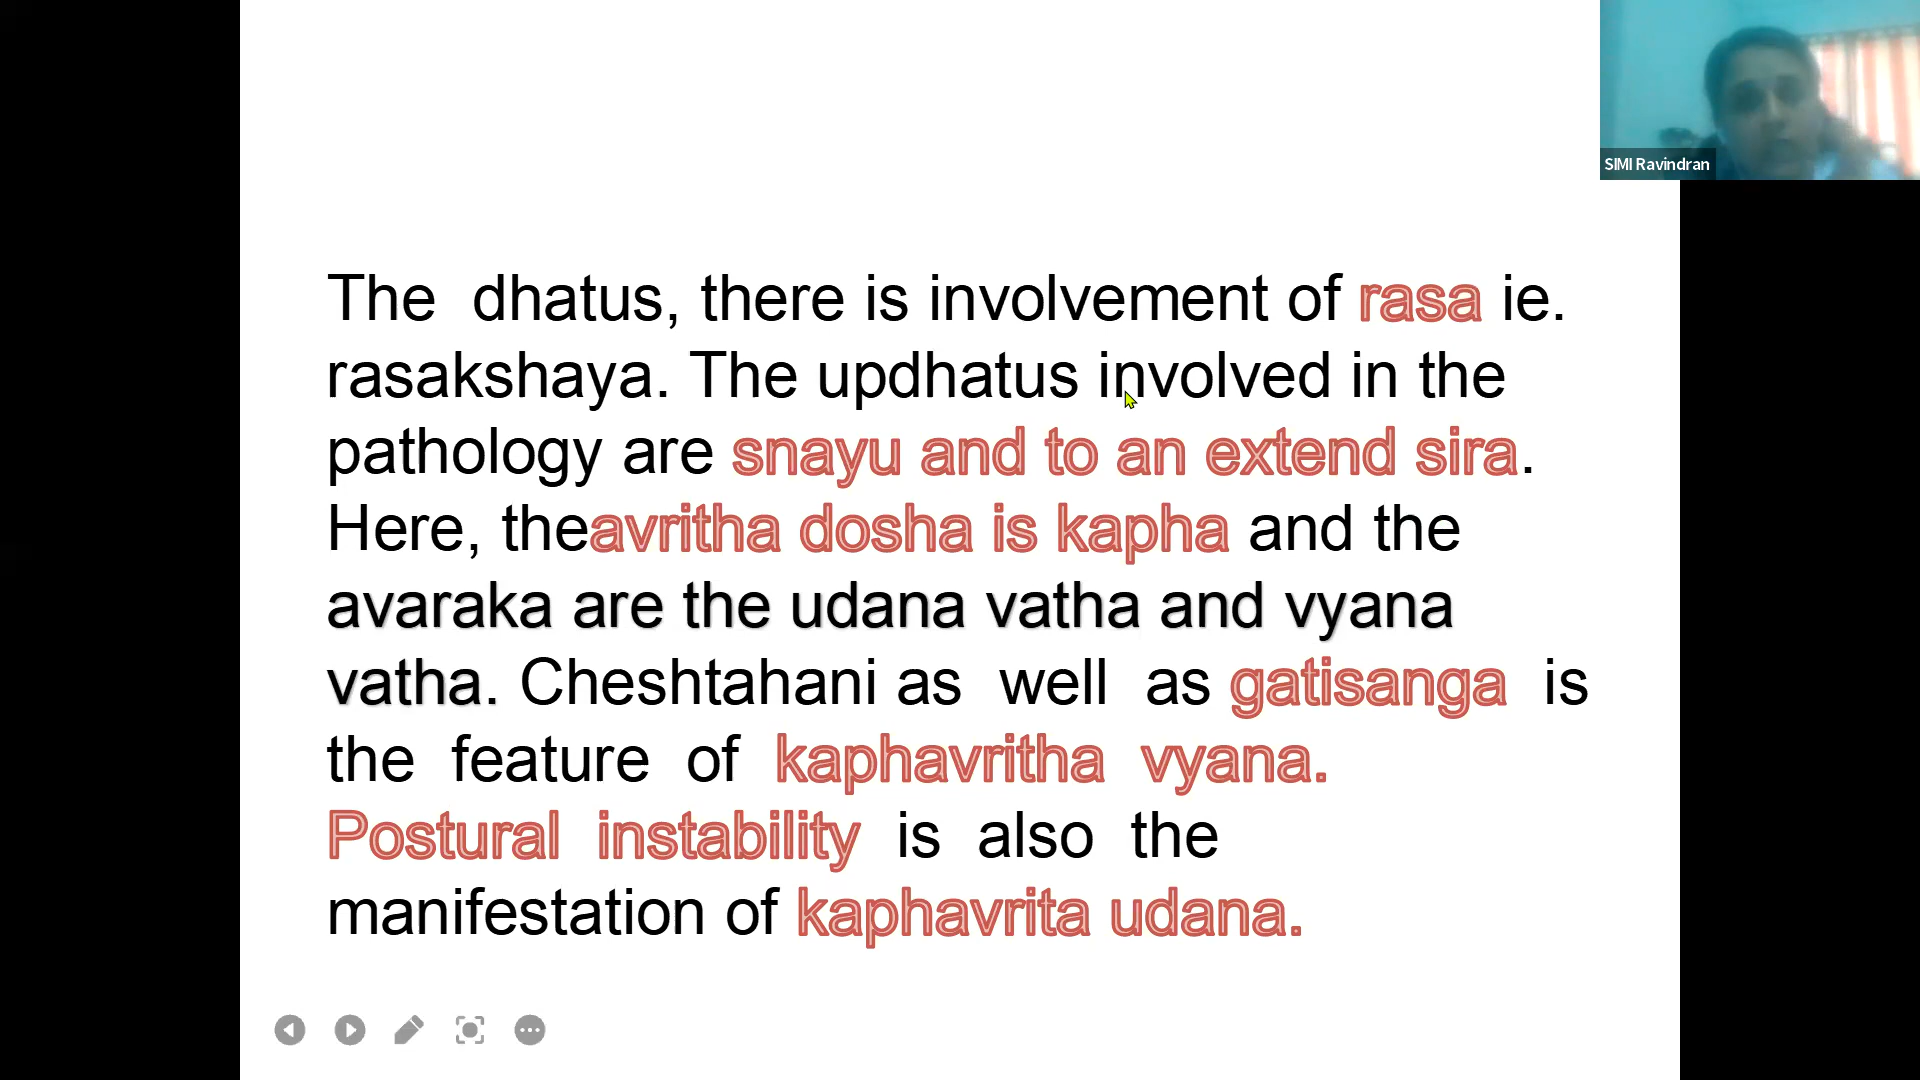 SIMI Ravindran
The dhatus, there is involvement of rasa ie.
rasakshaya. The updhatus involved in the
pathology are snayu and to an extend sira.
Here, theavritha dosha is kapha and the
avaraka are the udana vatha and vyana
vatha. Cheshtahani as well as gatisanga is
the feature of kaphavritha vyana.
Postural instability is also the
manifestation of kaphavrita udana.